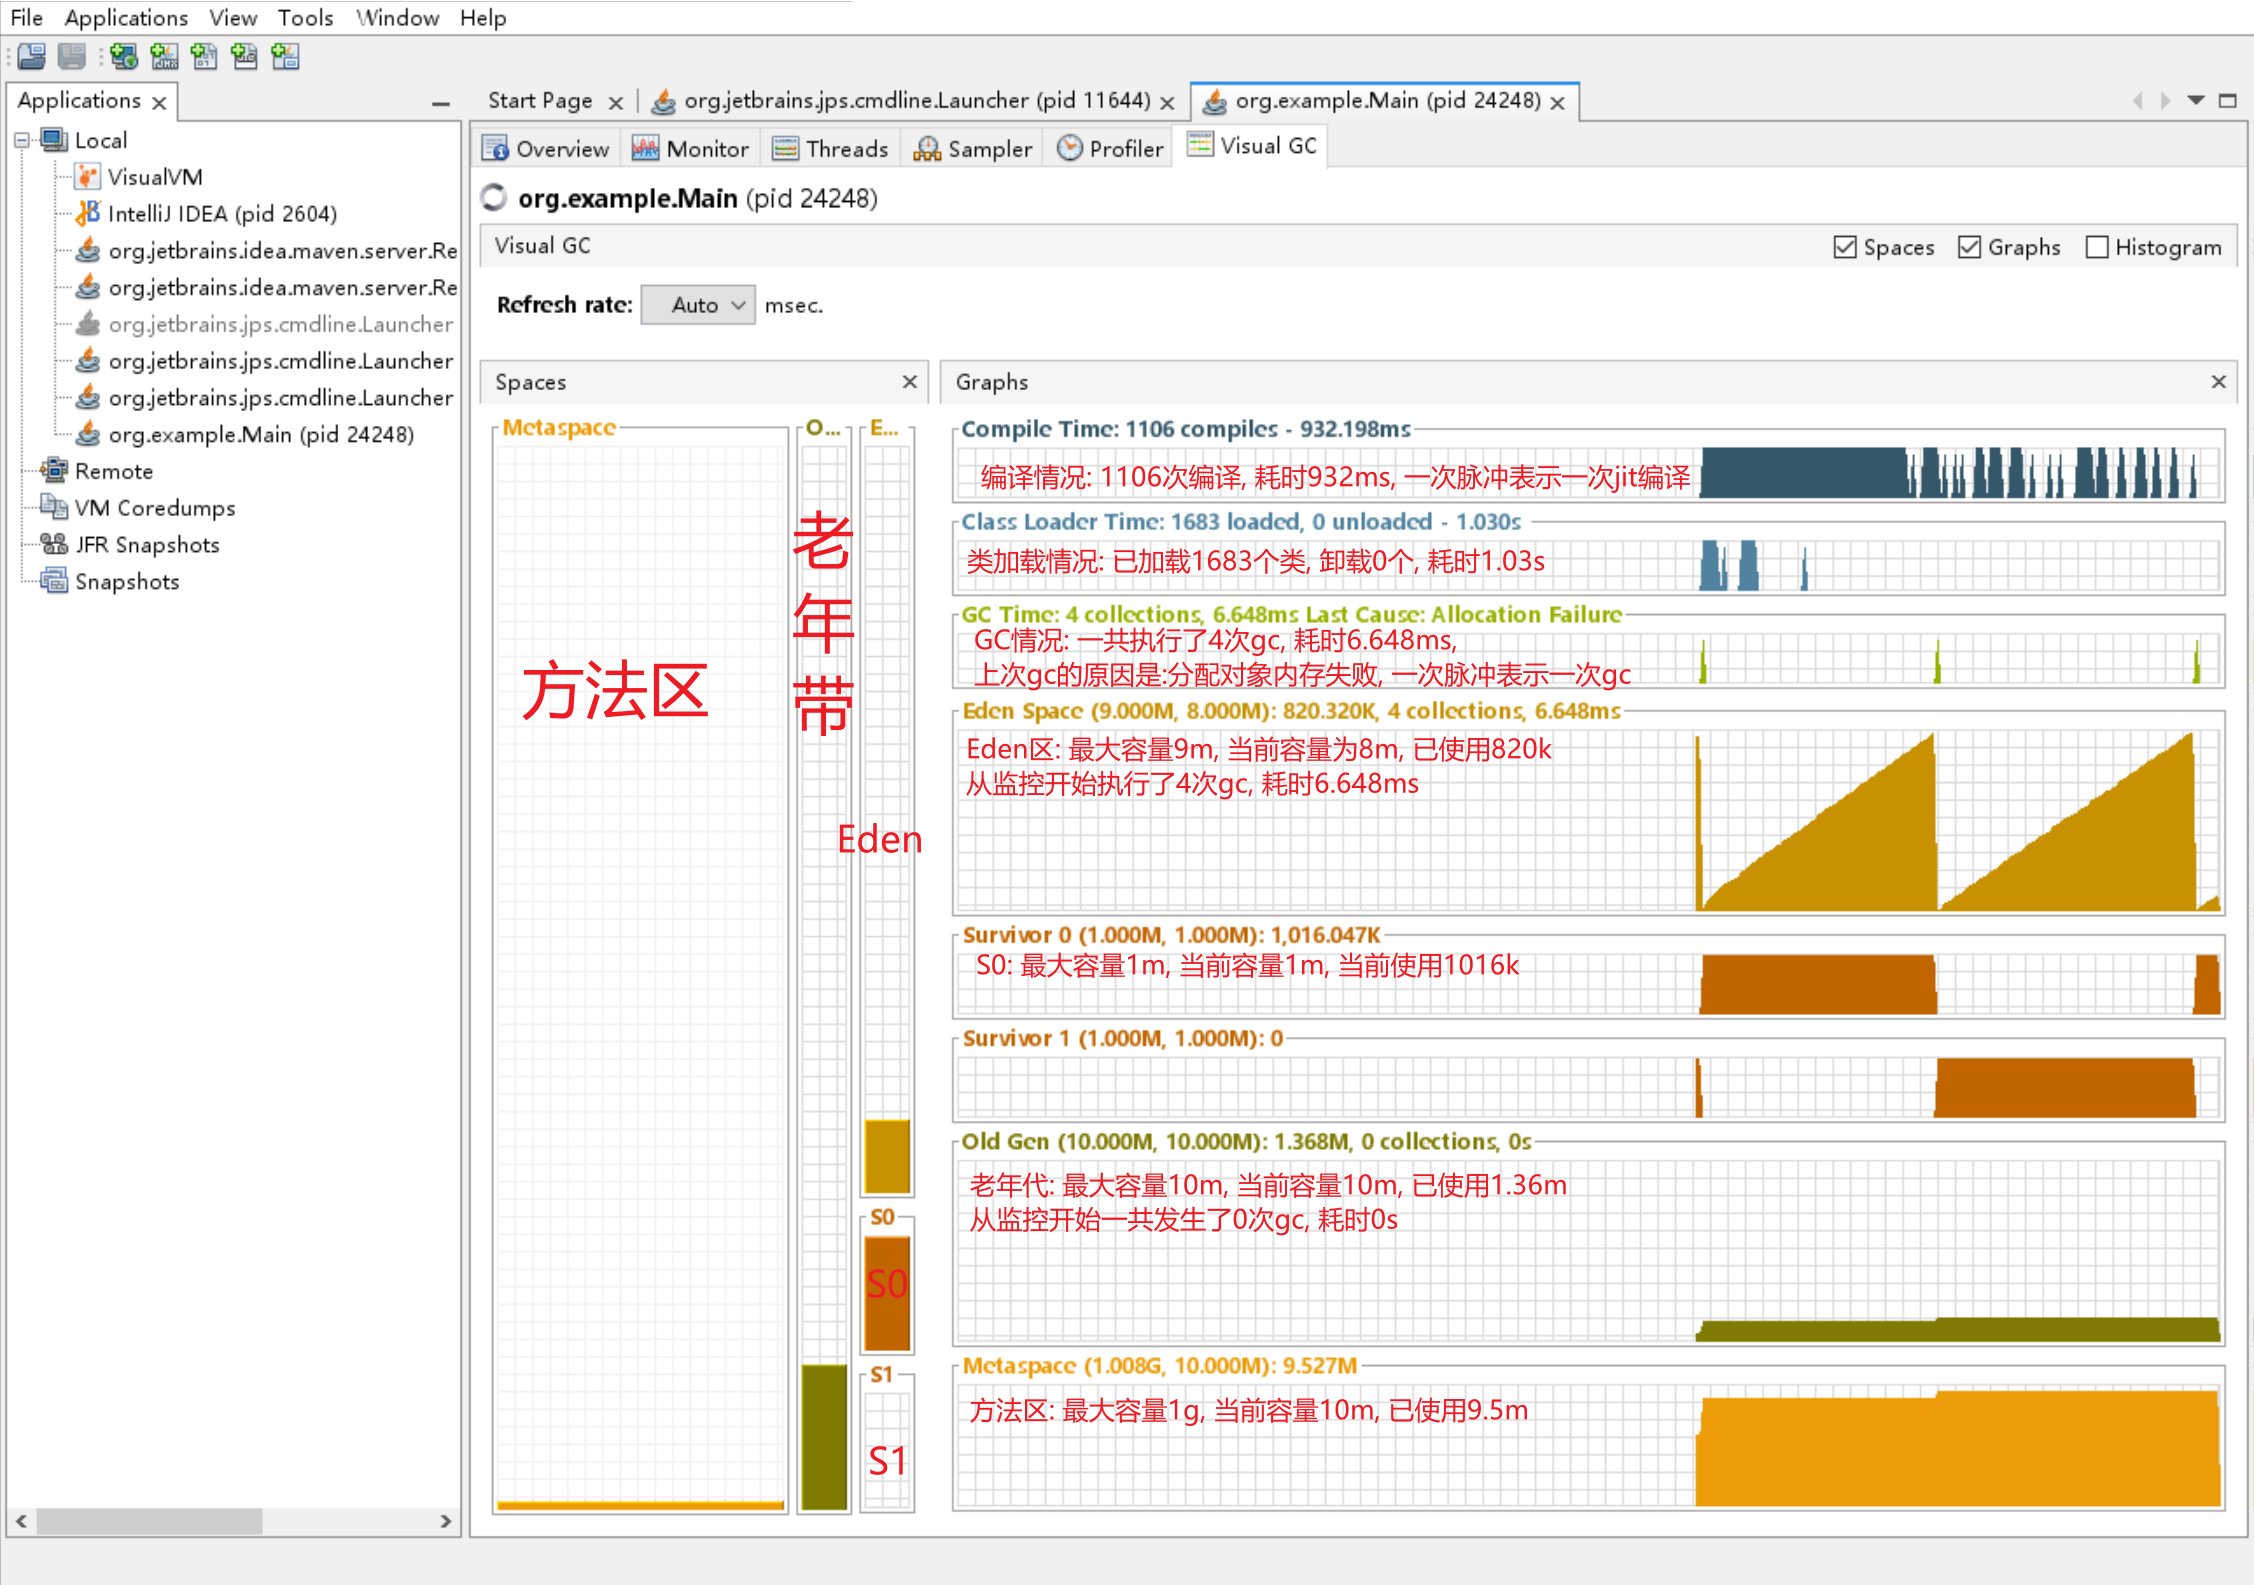 File Applications View Tools Window Help
Applications
Start Page
org.jetbrains.jps.cmdline.Launcher (pid 11644)
org.example.Main (pid 24248)
Local
VisualVM
IntelliJ IDEA (pid 2604)
org.jetbrains.idea.maven.server.Re
org.jetbrains.idea.maven.server.Re
org.jetbrains.jps.cmdline.Launcher
org.jetbrains.jps.cmdline.Launcher
org.jetbrains.jps.cmdline.Launcher
org.example.Main (pid 24248)
Remote
VM Coredumps
JFR Snapshots
Snapshots
Overview Monitor Threads Sampler Profiler Visual GC
org.example.Main (pid 24248)
Visual GC
Spaces Graphs Histogram
Refresh rate: Auto msec.
Spaces
Metaspace
O...
E...
方法区
老年带
Eden
S0
S0
S1
S1
Graphs
Compile Time: 1106 compiles - 932.198ms
编译情况: 1106次编译, 耗时932ms, 一次脉冲表示一次jit编译
Class Loader Time: 1683 loaded, 0 unloaded - 1.030s
类加载情况: 已加载1683个类, 卸载0个, 耗时1.03s
GC Time: 4 collections, 6.648ms Last Cause: Allocation Failure
GC情况: 一共执行了4次gc, 耗时6.648ms,
上次gc的原因是:分配对象内存失败, 一次脉冲表示一次gc
Eden Space (9.000M, 8.000M): 820.320K, 4 collections, 6.648ms
Eden区: 最大容量9m, 当前容量为8m, 已使用820k
从监控开始执行了4次gc, 耗时6.648ms
Survivor 0 (1.000M, 1.000M): 1,016.047K
S0: 最大容量1m, 当前容量1m, 当前使用1016k
Survivor 1 (1.000M, 1.000M): 0
Old Gen (10.000M, 10.000M): 1.368M, 0 collections, 0s
老年代: 最大容量10m, 当前容量10m, 已使用1.36m
从监控开始一共发生了0次gc, 耗时0s
Metaspace (1.008G, 10.000M): 9.527M
方法区: 最大容量1g, 当前容量10m, 已使用9.5m